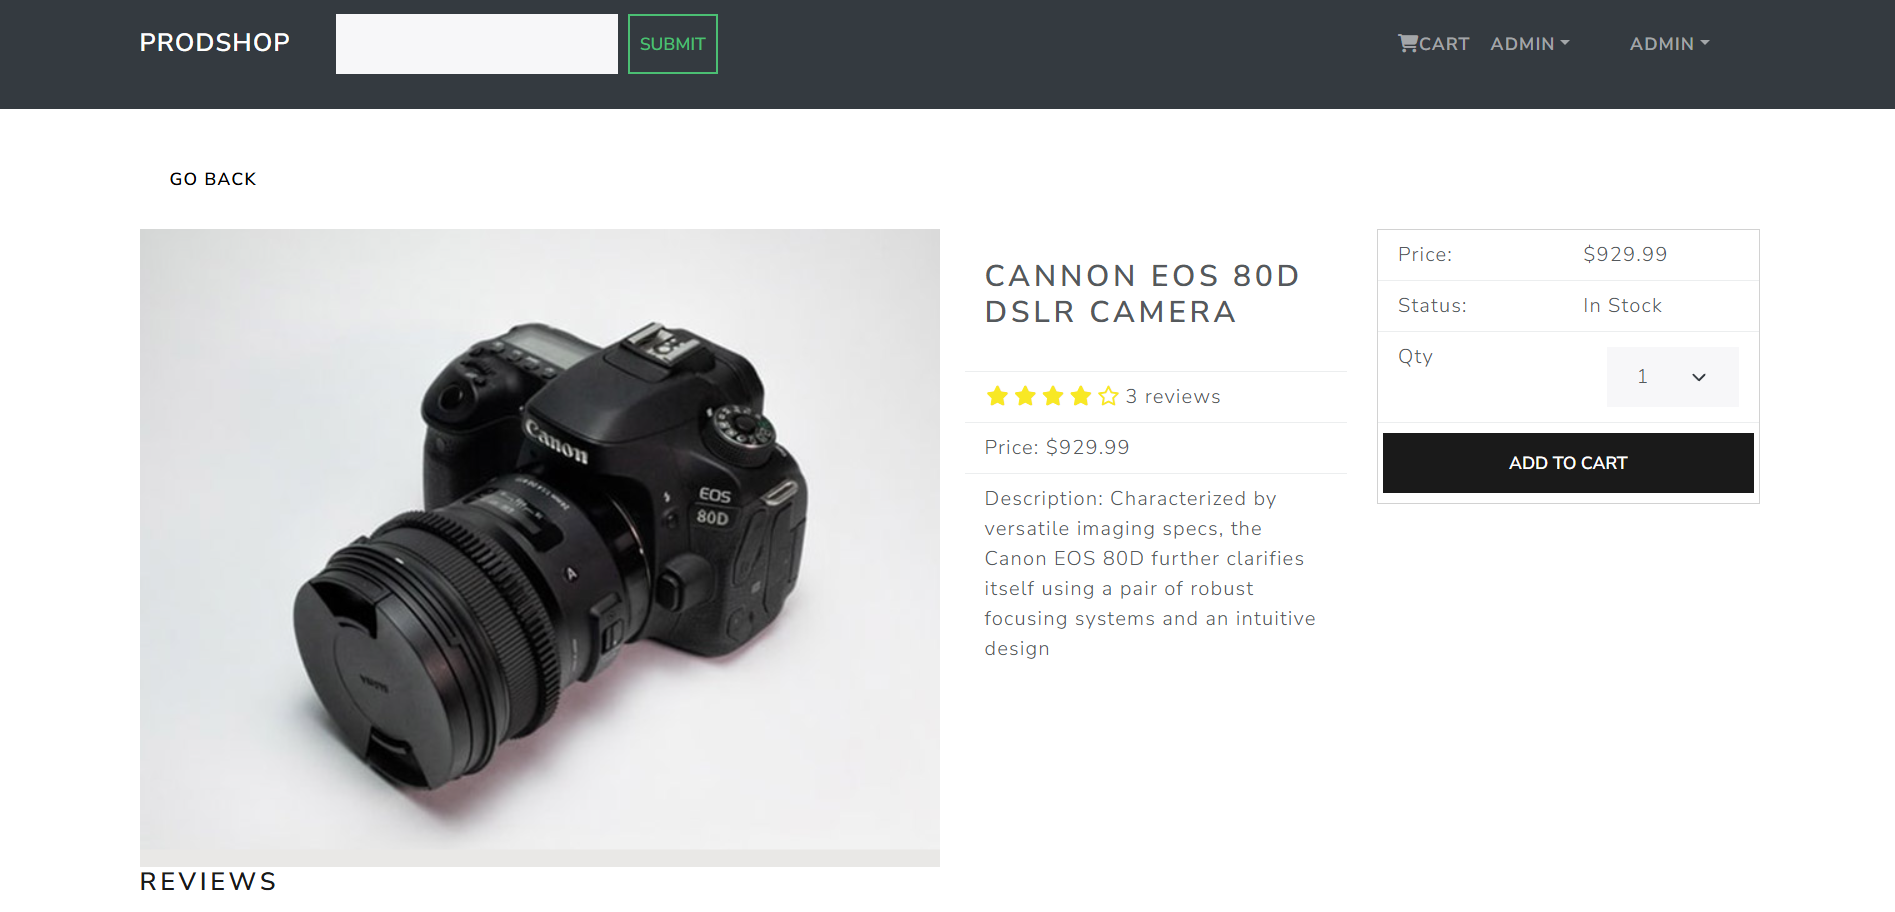 PRODSHOP
SUBMIT
CART
ADMIN
ADMIN
GO BACK
Canon
EOS
80D
A
CANNON EOS 80D
DSLR CAMERA
3 reviews
Price: $929.99
Description: Characterized by
versatile imaging specs, the
Canon EOS 80D further clarifies
itself using a pair of robust
focusing systems and an intuitive
design
Price: $929.99
Status: In Stock
Qty 1
ADD TO CART
REVIEWS